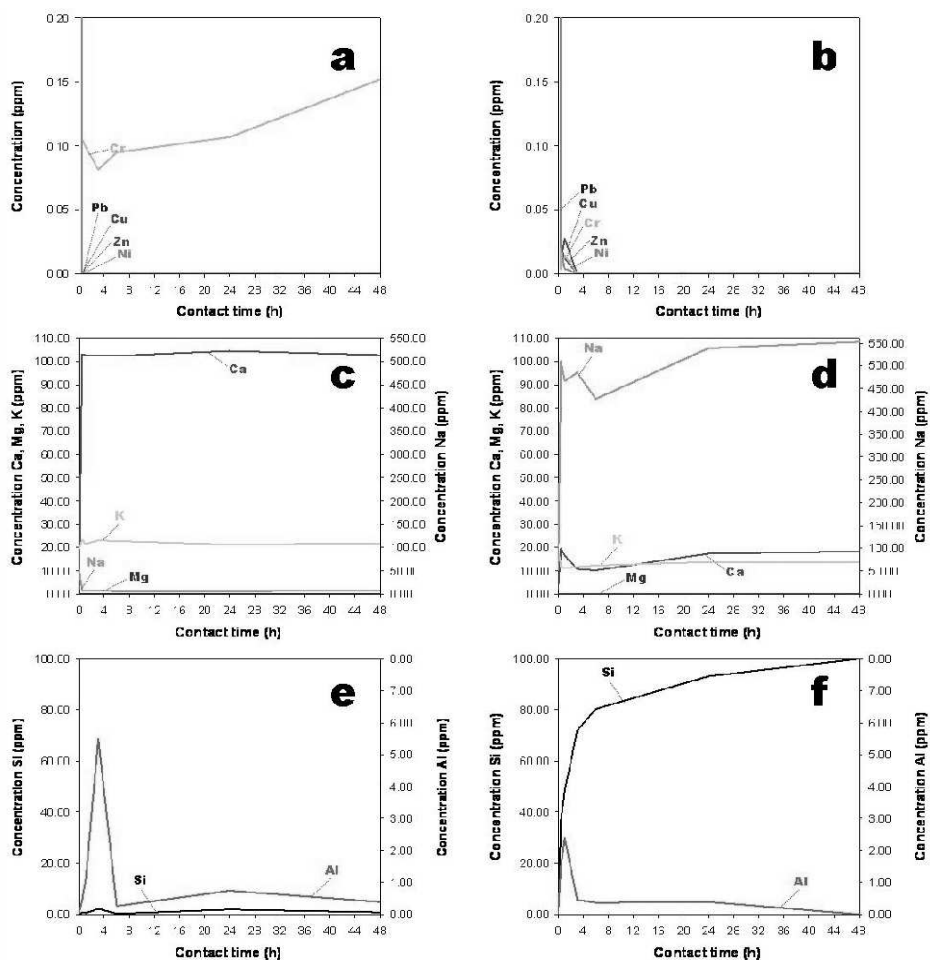 a
0.20
0.15
0.10
0.05
0.00
Concentration (ppm)
Cr
Pb
Cu
Zn
Ni
0 4 8 12 16 20 24 28 32 36 40 44 48
Contact time (h)
b
0.20
0.15
0.10
0.05
0.00
Concentration (ppm)
Pb
Cu
Cr
Zn
Ni
0 4 8 12 16 20 24 28 32 36 40 44 48
Contact time (h)
c
110.00
100.00
90.00
80.00
70.00
60.00
50.00
40.00
30.00
20.00
Concentration Ca, Mg, K (ppm)
550.00
500.00
450.00
400.00
350.00
300.00
250.00
200.00
150.00
100.00
Concentration Na (ppm)
Ca
K
Na
Mg
0 4 8 12 16 20 24 28 32 36 40 44 48
Contact time (h)
d
110.00
100.00
90.00
80.00
70.00
60.00
50.00
40.00
30.00
20.00
Concentration Ca, Mg, K (ppm)
550.00
500.00
450.00
400.00
350.00
300.00
250.00
200.00
150.00
100.00
Concentration Na (ppm)
Na
K
Ca
Mg
0 4 8 12 16 20 24 28 32 36 40 44 48
Contact time (h)
e
100.00
80.00
60.00
40.00
20.00
0.00
Concentration Si (ppm)
7.00
5.00
4.00
3.00
2.00
1.00
0.00
Concentration Al (ppm)
Si
Al
0 4 8 12 16 20 24 28 32 36 40 44 48
Contact time (h)
f
100.00
80.00
60.00
40.00
20.00
0.00
Concentration Si (ppm)
7.00
5.00
4.00
3.00
2.00
1.00
0.00
Concentration Al (ppm)
Si
Al
0 4 8 12 16 20 24 28 32 36 40 44 48
Contact time (h)